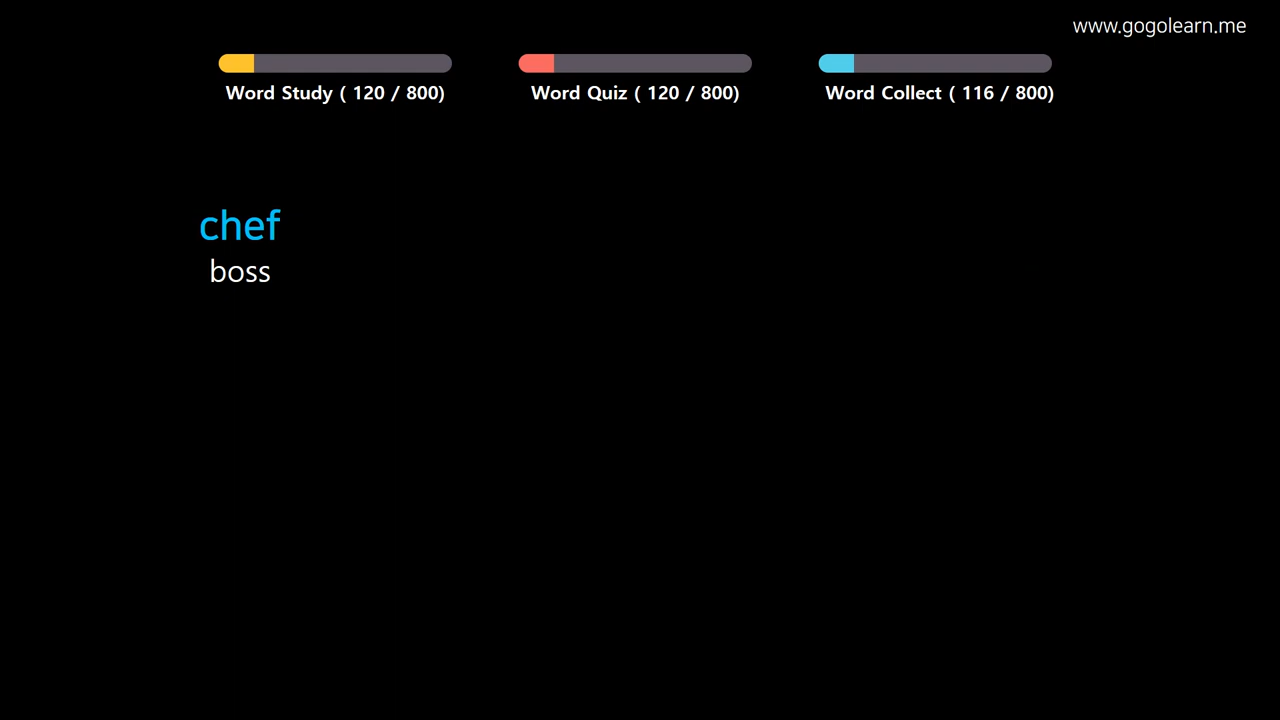 www.gogolearn.me
Word Study ( 120 / 800)
Word Quiz ( 120 / 800)
Word Collect ( 116 / 800)
chef
boss